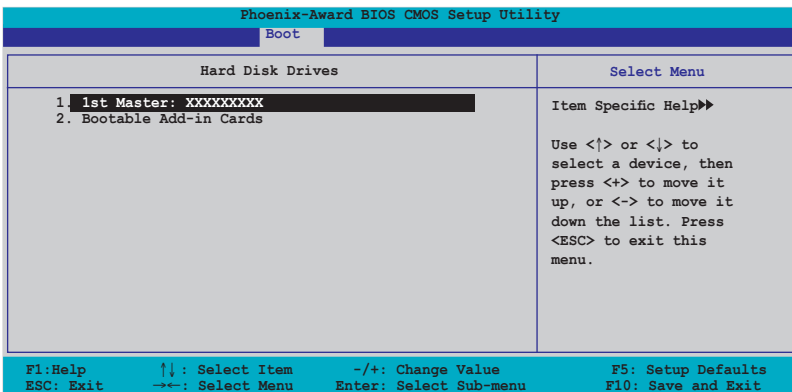 Phoenix-Award BIOS CMOS Setup Utility
Boot
Hard Disk Drives
Select Menu
1. 1st Master: XXXXXXXXX
2. Bootable Add-in Cards
Item Specific Help▶▶
Use <↑> or <↓> to
select a device, then
press <+> to move it
up, or <-> to move it
down the list. Press
<ESC> to exit this
menu.
F1:Help ↑↓: Select Item -/+: Change Value F5: Setup Defaults
ESC: Exit →←: Select Menu Enter: Select Sub-menu F10: Save and Exit